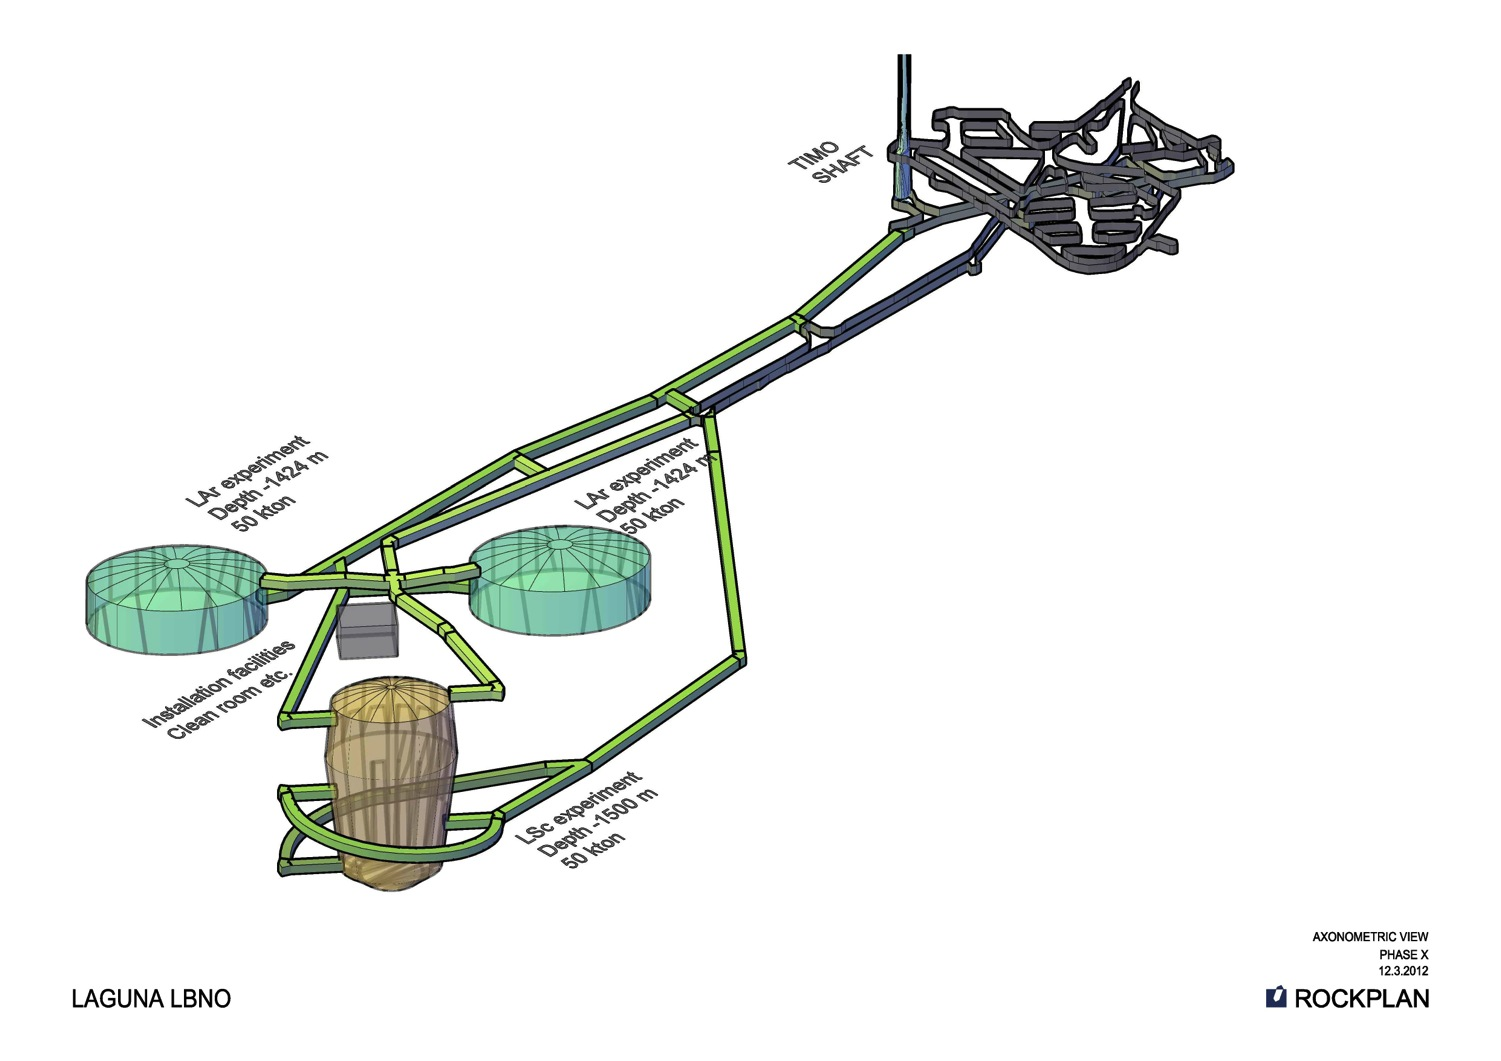 TIMO
SHAFT
LAr experiment
Depth -1424 m
50 kton
LAr experiment
Depth -1424 m
50 kton
Installation facilities
Clean room etc.
LSc experiment
Depth -1500 m
50 kton
AXONOMETRIC VIEW
PHASE X
12.3.2012
LAGUNA LBNO
ROCKPLAN